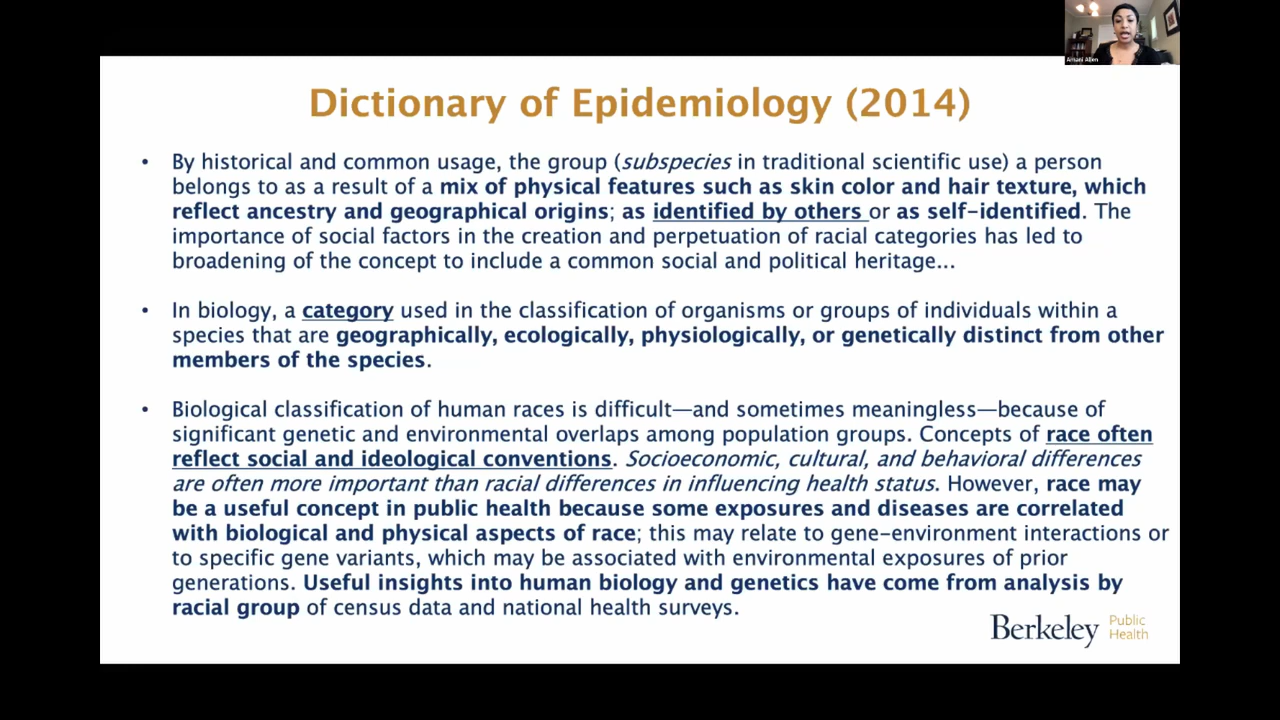 Amani Allen
Dictionary of Epidemiology (2014)
• By historical and common usage, the group (subspecies in traditional scientific use) a person
belongs to as a result of a mix of physical features such as skin color and hair texture, which
reflect ancestry and geographical origins; as identified by others or as self-identified. The
importance of social factors in the creation and perpetuation of racial categories has led to
broadening of the concept to include a common social and political heritage...
• In biology, a category used in the classification of organisms or groups of individuals within a
species that are geographically, ecologically, physiologically, or genetically distinct from other
members of the species.
• Biological classification of human races is difficult—and sometimes meaningless—because of
significant genetic and environmental overlaps among population groups. Concepts of race often
reflect social and ideological conventions. Socioeconomic, cultural, and behavioral differences
are often more important than racial differences in influencing health status. However, race may
be a useful concept in public health because some exposures and diseases are correlated
with biological and physical aspects of race; this may relate to gene-environment interactions or
to specific gene variants, which may be associated with environmental exposures of prior
generations. Useful insights into human biology and genetics have come from analysis by
racial group of census data and national health surveys.
Berkeley Public
Health